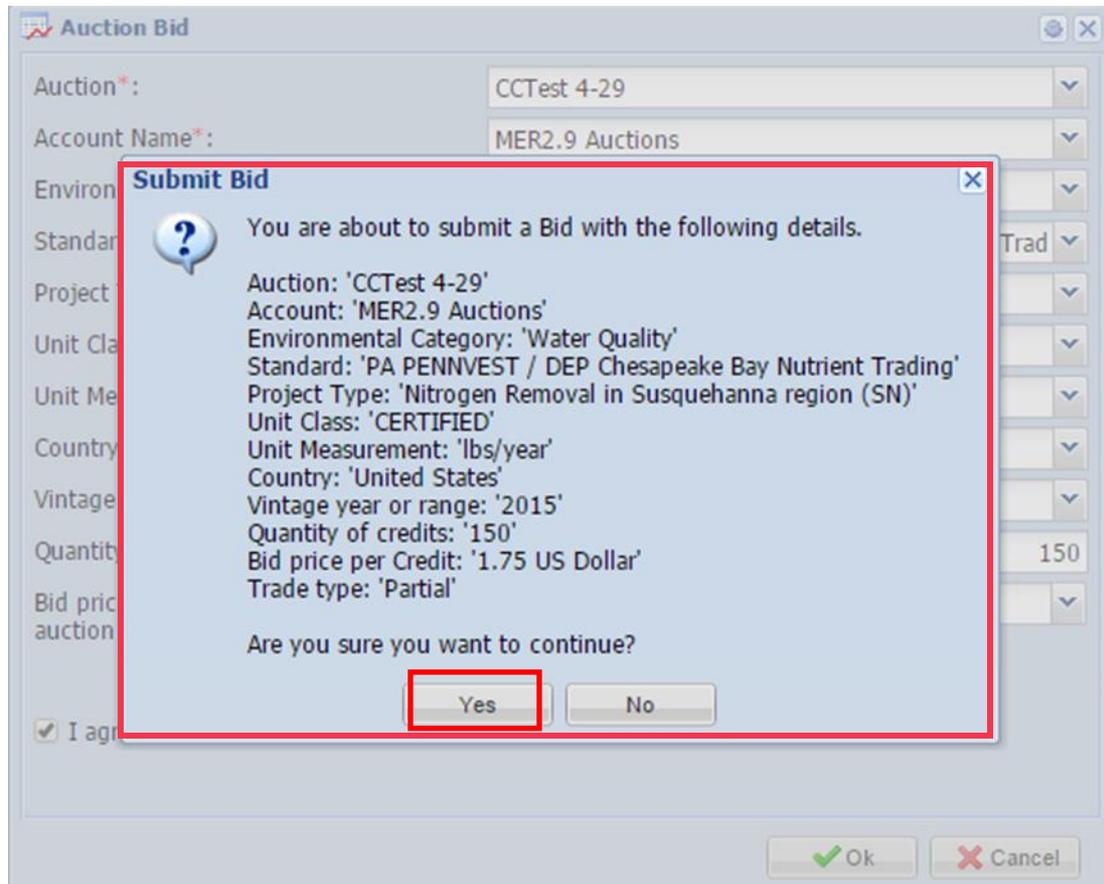 Auction Bid
Auction*: CCTest 4-29
Account Name*: MER2.9 Auctions
Submit Bid
You are about to submit a Bid with the following details.
Auction: 'CCTest 4-29'
Account: 'MER2.9 Auctions'
Environmental Category: 'Water Quality'
Standard: 'PA PENNVEST / DEP Chesapeake Bay Nutrient Trading'
Project Type: 'Nitrogen Removal in Susquehanna region (SN)'
Unit Class: 'CERTIFIED'
Unit Measurement: 'lbs/year'
Country: 'United States'
Vintage year or range: '2015'
Quantity of credits: '150'
Bid price per Credit: '1.75 US Dollar'
Trade type: 'Partial'
Are you sure you want to continue?
Yes No
Environ
Standar Trad
Project
Unit Cla
Unit Me
Country
Vintage
Quantity 150
Bid pric
auction
I agr
Ok Cancel